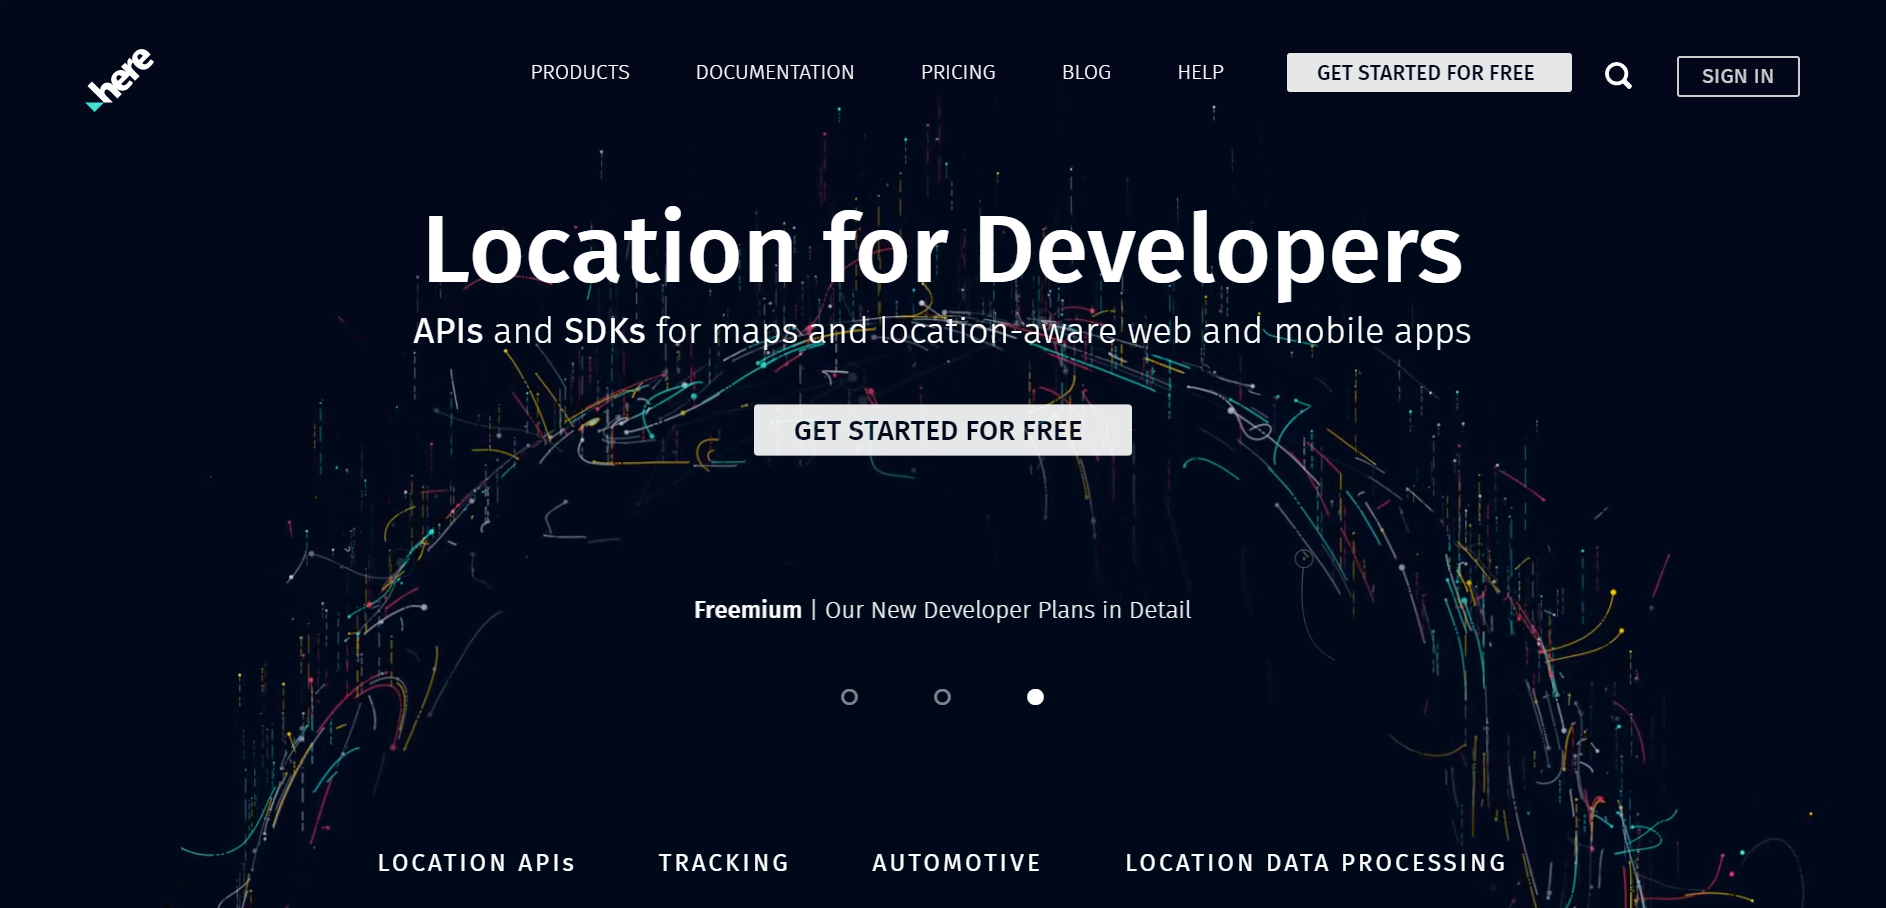 here
PRODUCTS DOCUMENTATION PRICING BLOG HELP GET STARTED FOR FREE SIGN IN
Location for Developers
APIs and SDKs for maps and location-aware web and mobile apps
GET STARTED FOR FREE
Freemium | Our New Developer Plans in Detail
LOCATION APIs TRACKING AUTOMOTIVE LOCATION DATA PROCESSING